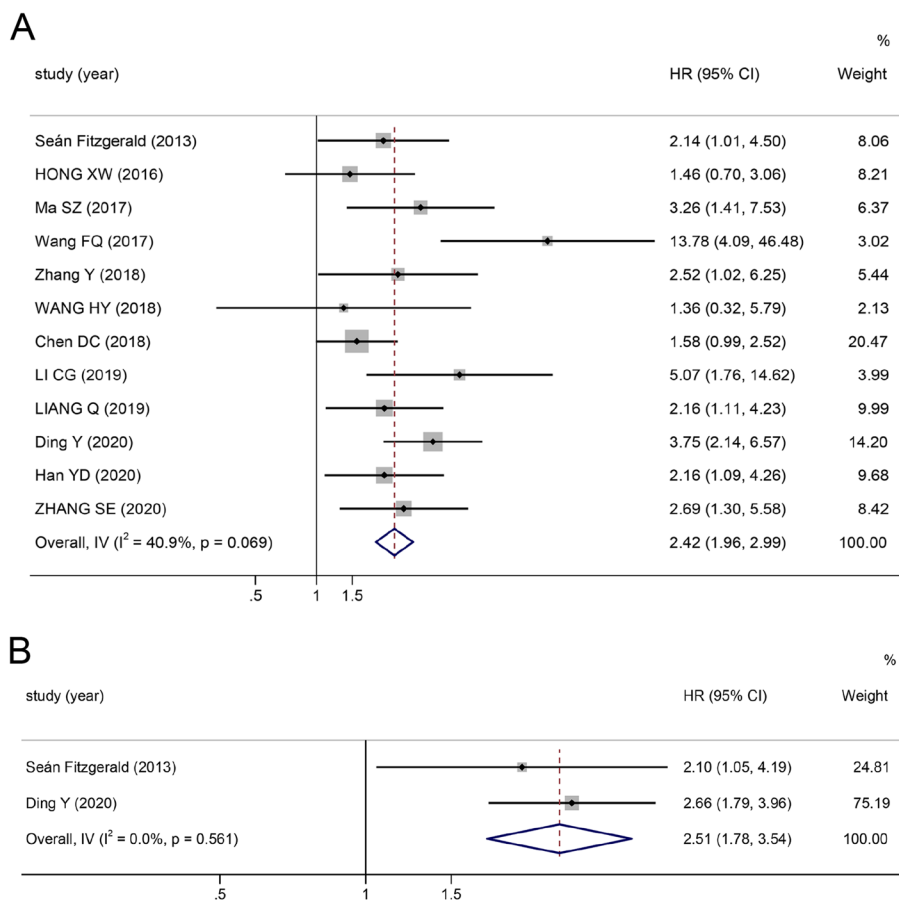 A
%
study (year) HR (95% CI) Weight
Seán Fitzgerald (2013) 2.14 (1.01, 4.50) 8.06
HONG XW (2016) 1.46 (0.70, 3.06) 8.21
Ma SZ (2017) 3.26 (1.41, 7.53) 6.37
Wang FQ (2017) 13.78 (4.09, 46.48) 3.02
Zhang Y (2018) 2.52 (1.02, 6.25) 5.44
WANG HY (2018) 1.36 (0.32, 5.79) 2.13
Chen DC (2018) 1.58 (0.99, 2.52) 20.47
LI CG (2019) 5.07 (1.76, 14.62) 3.99
LIANG Q (2019) 2.16 (1.11, 4.23) 9.99
Ding Y (2020) 3.75 (2.14, 6.57) 14.20
Han YD (2020) 2.16 (1.09, 4.26) 9.68
ZHANG SE (2020) 2.69 (1.30, 5.58) 8.42
Overall, IV (I² = 40.9%, p = 0.069) 2.42 (1.96, 2.99) 100.00
.5 1 1.5
B
%
study (year) HR (95% CI) Weight
Seán Fitzgerald (2013) 2.10 (1.05, 4.19) 24.81
Ding Y (2020) 2.66 (1.79, 3.96) 75.19
Overall, IV (I² = 0.0%, p = 0.561) 2.51 (1.78, 3.54) 100.00
.5 1 1.5